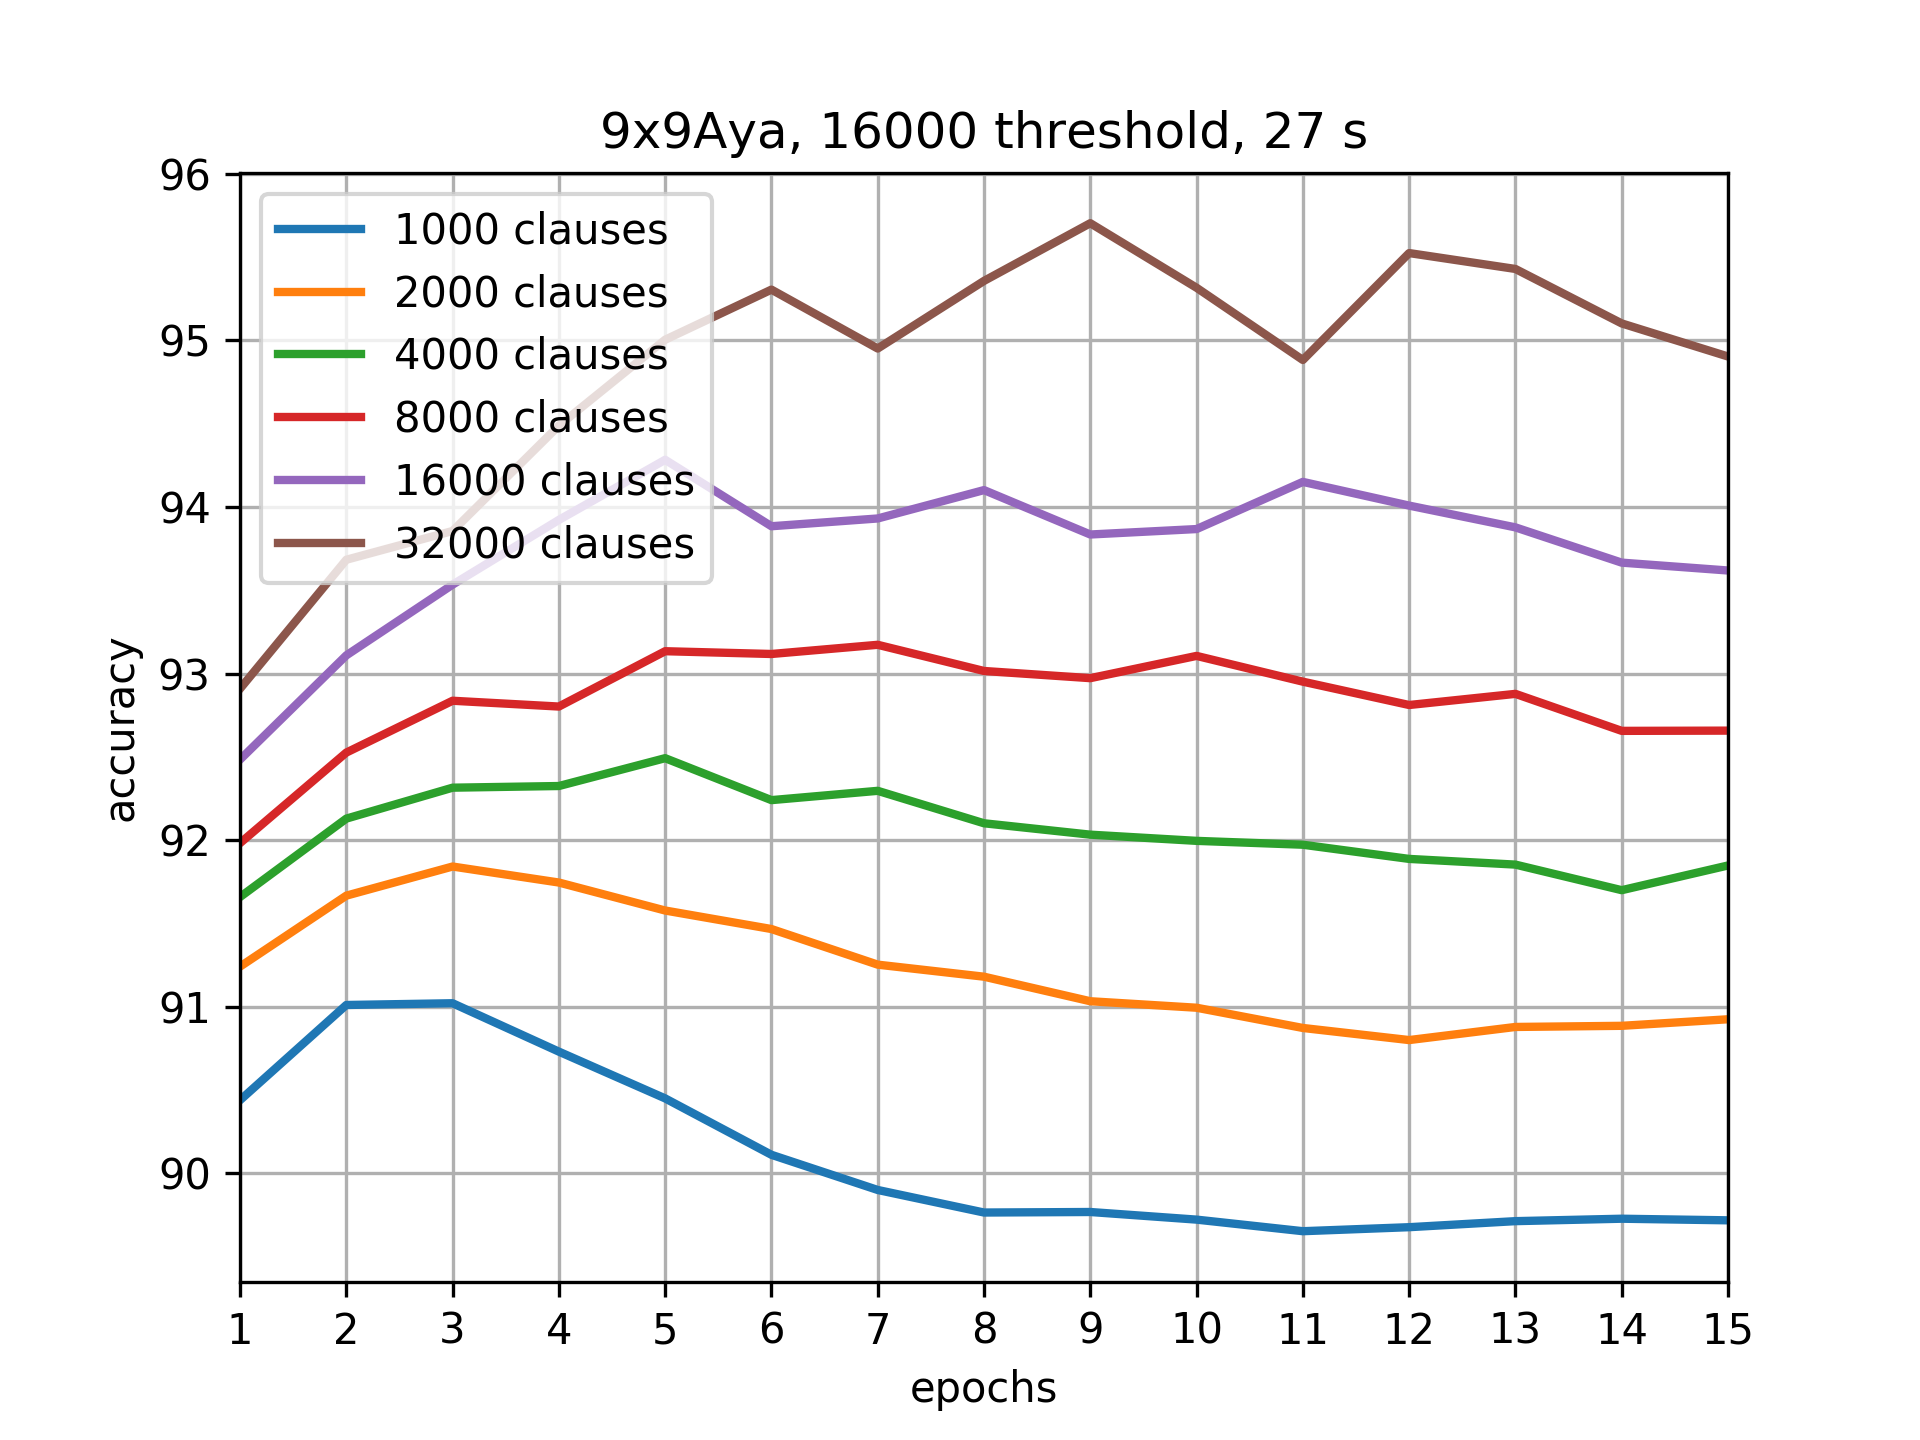 9x9Aya, 16000 threshold, 27 s
96
95
94
93
92
91
90
accuracy
1000 clauses
2000 clauses
4000 clauses
8000 clauses
16000 clauses
32000 clauses
1 2 3 4 5 6 7 8 9 10 11 12 13 14 15
epochs